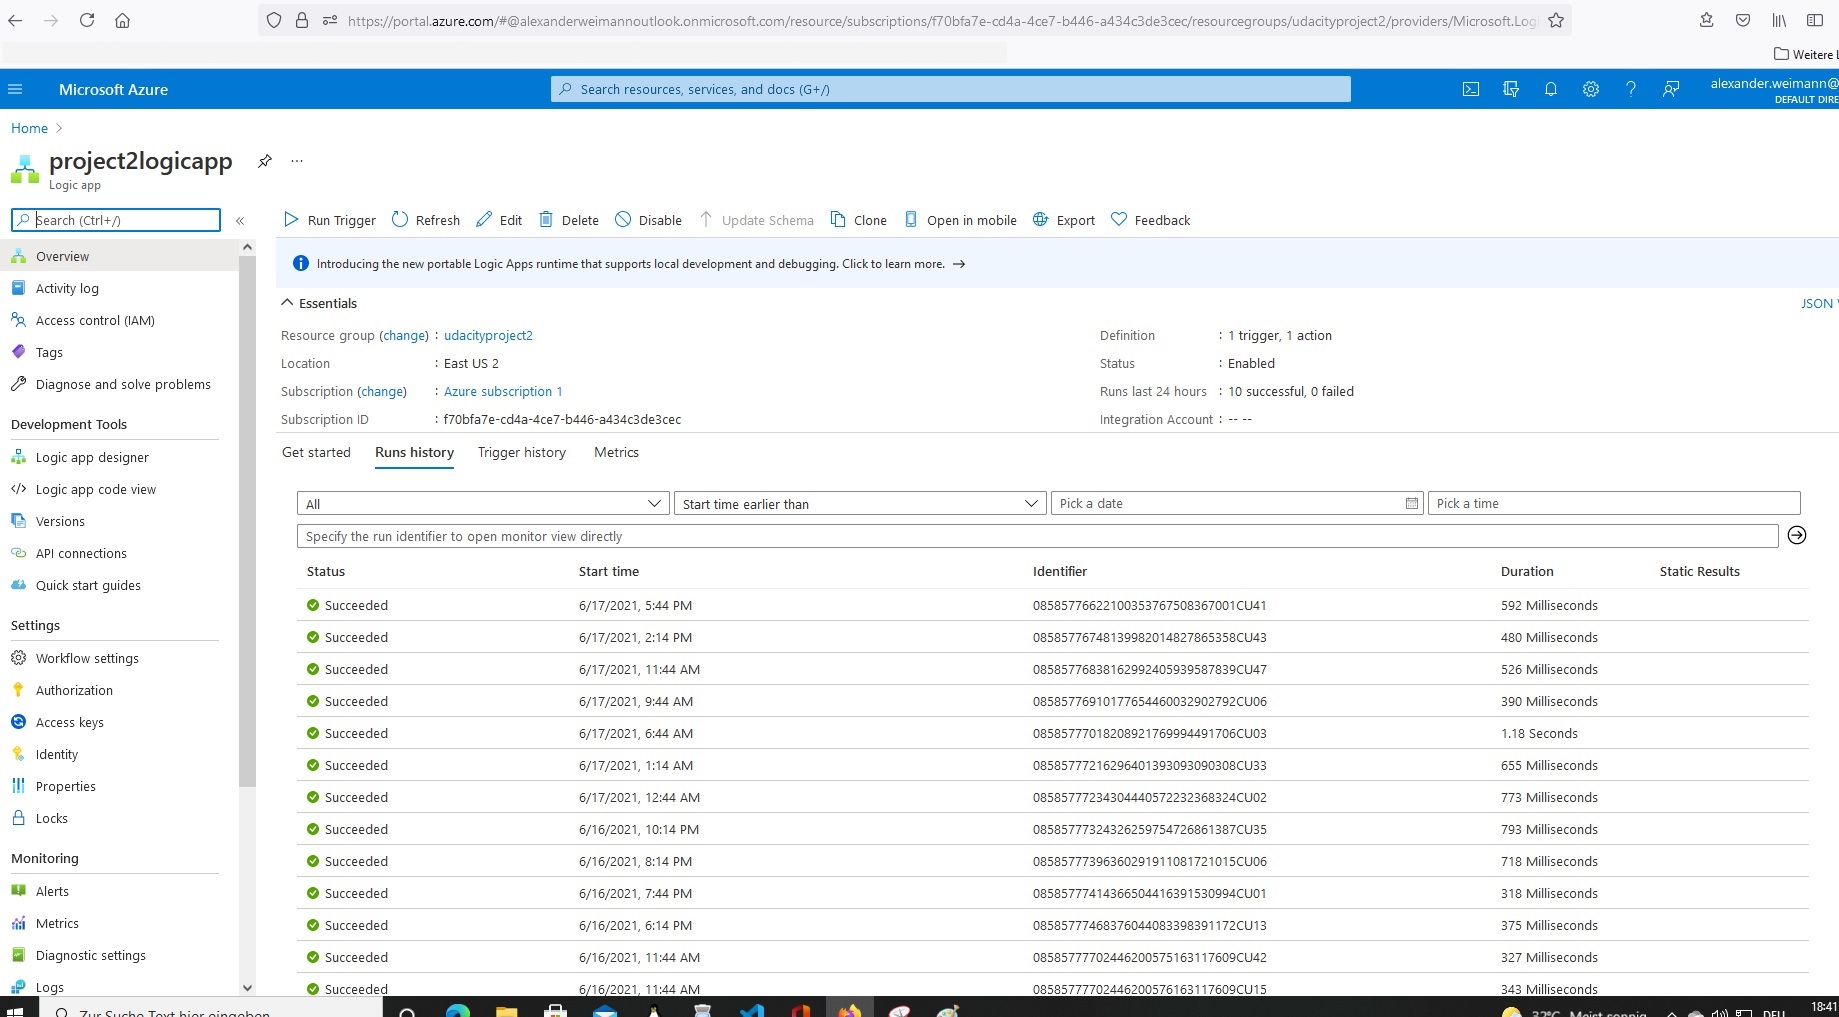 https://portal.azure.com/#@alexanderweimannoutlook.onmicrosoft.com/resource/subscriptions/f70bfa7e-cd4a-4ce7-b446-a434c3de3cec/resourcegroups/udacityproject2/providers/Microsoft.Log
Weitere L
Microsoft Azure
Search resources, services, and docs (G+/)
alexander.weimann@
DEFAULT DIRE
Home
project2logicapp
...
Logic app
Search (Ctrl+/)
«
Run Trigger Refresh Edit Delete Disable Update Schema Clone Open in mobile Export Feedback
Overview
Activity log
Access control (IAM)
Tags
Diagnose and solve problems
Development Tools
Logic app designer
Logic app code view
Versions
API connections
Quick start guides
Settings
Workflow settings
Authorization
Access keys
Identity
Properties
Locks
Monitoring
Alerts
Metrics
Diagnostic settings
Logs
Introducing the new portable Logic Apps runtime that supports local development and debugging. Click to learn more. →
Essentials
JSON V
Resource group (change) : udacityproject2
Location : East US 2
Subscription (change) : Azure subscription 1
Subscription ID : f70bfa7e-cd4a-4ce7-b446-a434c3de3cec
Definition : 1 trigger, 1 action
Status : Enabled
Runs last 24 hours : 10 successful, 0 failed
Integration Account : -- --
Get started Runs history Trigger history Metrics
All Start time earlier than Pick a date Pick a time
Specify the run identifier to open monitor view directly
Status Start time Identifier Duration Static Results
Succeeded 6/17/2021, 5:44 PM 08585776622100353767508367001CU41 592 Milliseconds
Succeeded 6/17/2021, 2:14 PM 08585776748139982014827865358CU43 480 Milliseconds
Succeeded 6/17/2021, 11:44 AM 08585776838162992405939587839CU47 526 Milliseconds
Succeeded 6/17/2021, 9:44 AM 08585776910177654460032902792CU06 390 Milliseconds
Succeeded 6/17/2021, 6:44 AM 08585777018208921769994491706CU03 1.18 Seconds
Succeeded 6/17/2021, 1:14 AM 08585777216296401393093090308CU33 655 Milliseconds
Succeeded 6/17/2021, 12:44 AM 08585777234304440572232368324CU02 773 Milliseconds
Succeeded 6/16/2021, 10:14 PM 08585777324326259754726861387CU35 793 Milliseconds
Succeeded 6/16/2021, 8:14 PM 08585777396360291911081721015CU06 718 Milliseconds
Succeeded 6/16/2021, 7:44 PM 08585777414366504416391530994CU01 318 Milliseconds
Succeeded 6/16/2021, 6:14 PM 08585777468376044083398391172CU13 375 Milliseconds
Succeeded 6/16/2021, 11:44 AM 08585777702446200575163117609CU42 327 Milliseconds
Succeeded 6/16/2021, 11:44 AM 08585777702446200576163117609CU15 343 Milliseconds
Zur Suche Text hier eingeben
32°C Meist sonnig
DEU
18:41